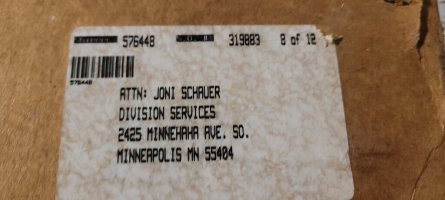 576448 319883 8 of 12
576448
ATTN: JONI SCHAUER
DIVISION SERVICES
2425 MINNEHAHA AVE. SO.
MINNEAPOLIS MN 55404